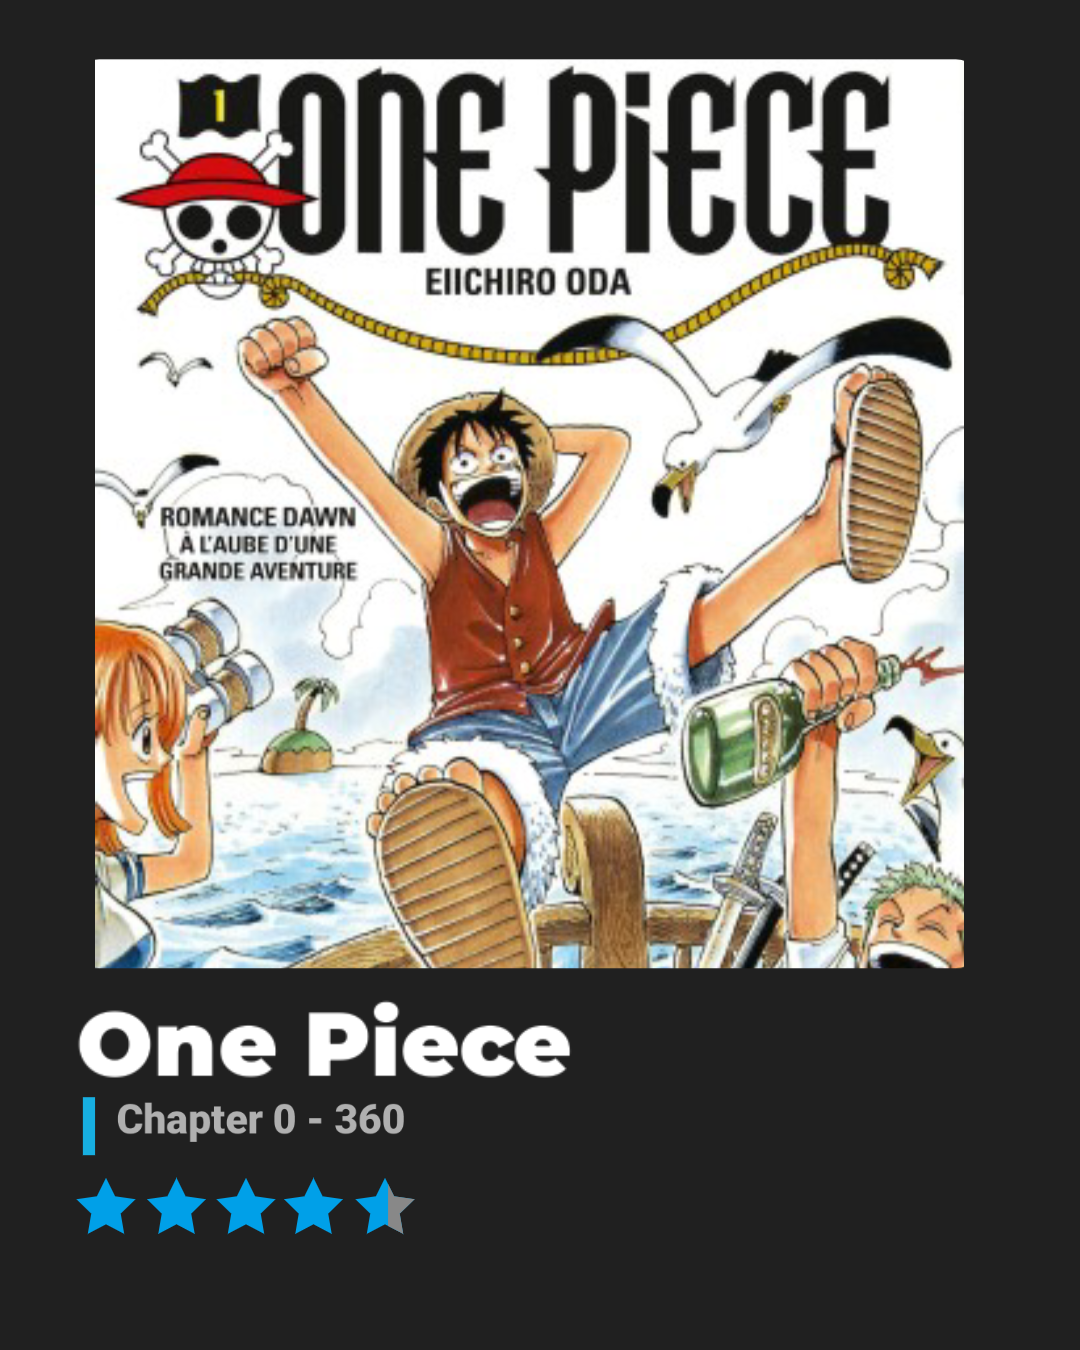 1
ONE PIECE
EIICHIRO ODA
ROMANCE DAWN
À L'AUBE D'UNE
GRANDE AVENTURE
One Piece
Chapter 0 - 360